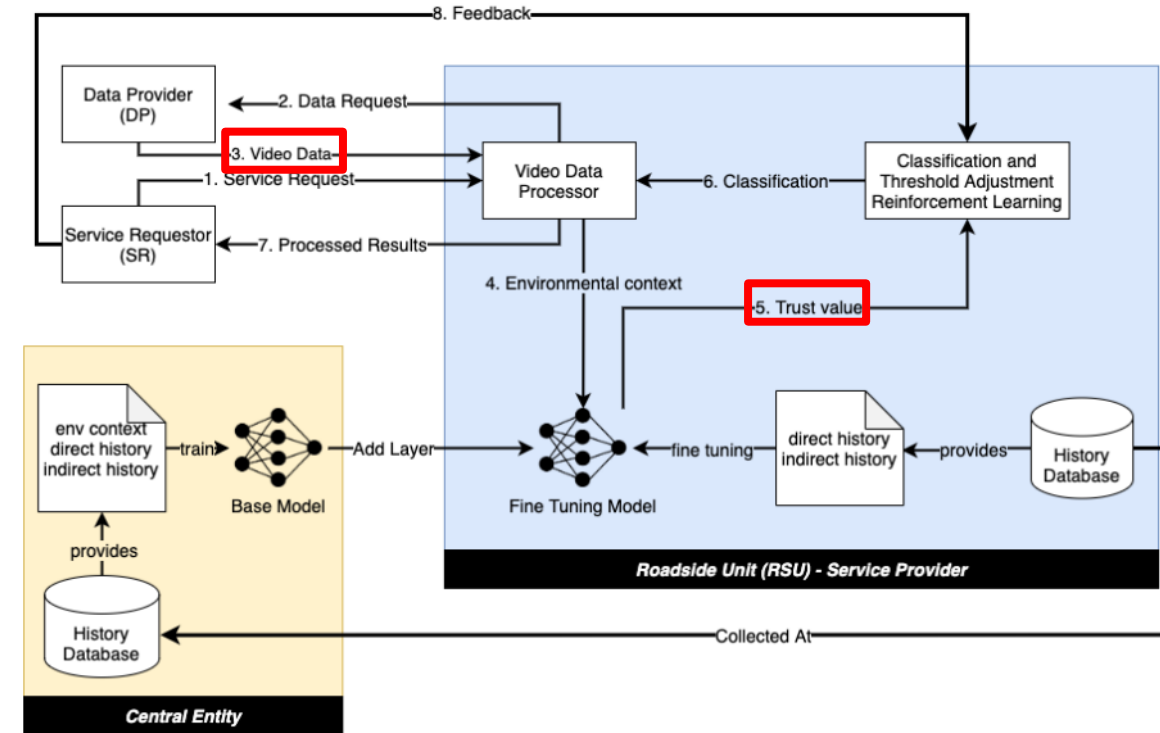 8. Feedback
Data Provider
(DP)
2. Data Request
3. Video Data
1. Service Request
Service Requestor
(SR)
7. Processed Results
Video Data
Processor
6. Classification
Classification and
Threshold Adjustment
Reinforcement Learning
4. Environmental context
5. Trust value
env context
direct history
indirect history
train
Base Model
Add Layer
Fine Tuning Model
fine tuning
direct history
indirect history
provides
History
Database
Roadside Unit (RSU) - Service Provider
provides
History
Database
Collected At
Central Entity